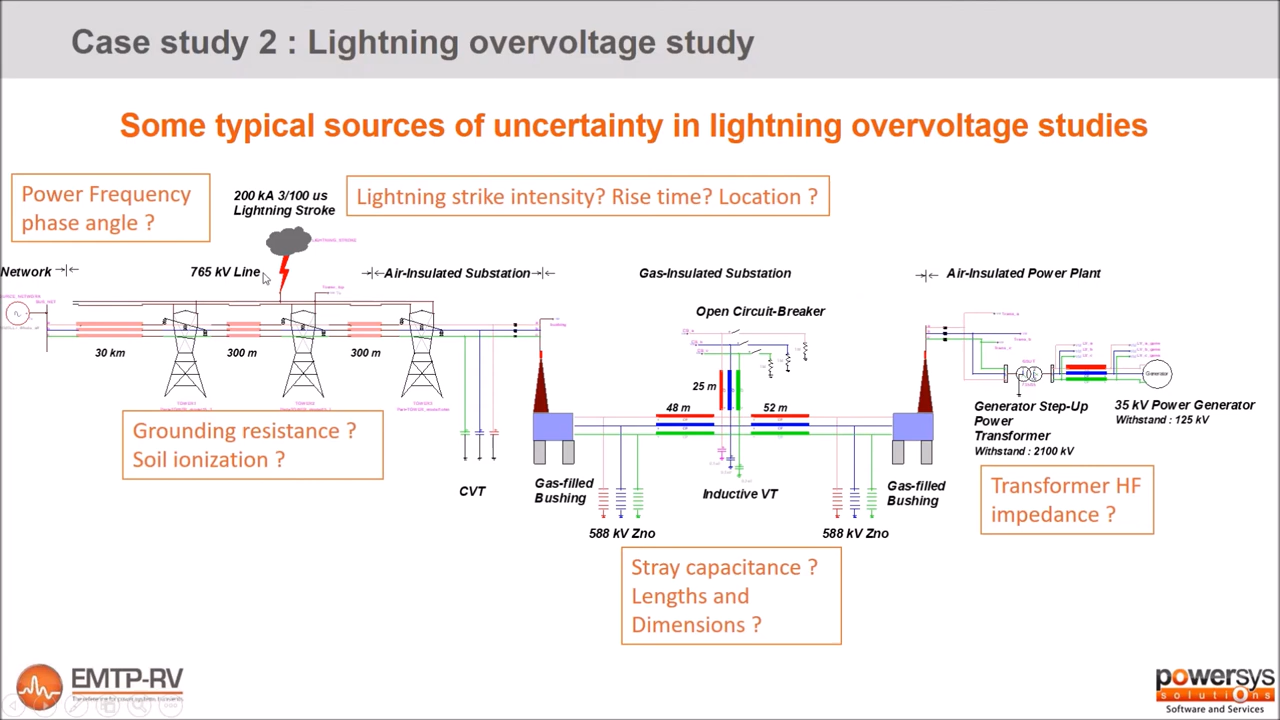 Case study 2 : Lightning overvoltage study
Some typical sources of uncertainty in lightning overvoltage studies
Power Frequency
phase angle ?
200 kA 3/100 us
Lightning Stroke
Lightning strike intensity? Rise time? Location ?
LIGHTNING_STROKE
Network
765 kV Line
Air-Insulated Substation
Gas-Insulated Substation
Air-Insulated Power Plant
Open Circuit-Breaker
30 km
300 m
300 m
25 m
48 m
52 m
Grounding resistance ?
Soil ionization ?
CVT
Gas-filled
Bushing
588 kV Zno
Inductive VT
588 kV Zno
Gas-filled
Bushing
Generator
Generator Step-Up
Power
Transformer
Withstand : 2100 kV
35 kV Power Generator
Withstand : 125 kV
Transformer HF
impedance ?
Stray capacitance ?
Lengths and
Dimensions ?
EMTP-RV
powersys
solutions
Software and Services